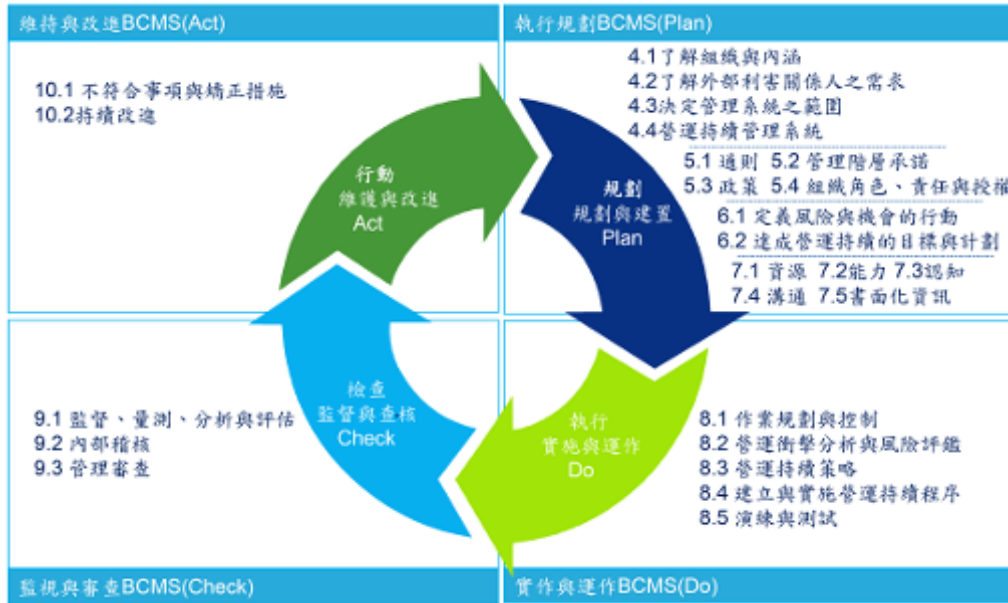 維持與改進BCMS(Act)
10.1 不符合事項與矯正措施
10.2持續改進
執行規劃BCMS(Plan)
4.1了解組織與內涵
4.2了解外部利害關係人之需求
4.3決定管理系統之範圍
4.4營運持續管理系統
5.1 通則 5.2 管理階層承諾
5.3 政策 5.4 組織角色、責任與授權
6.1 定義風險與機會的行動
6.2 達成營運持續的目標與計劃
7.1 資源 7.2能力 7.3認知
7.4 溝通 7.5書面化資訊
行動
維護與改進
Act
規劃
規劃與建置
Plan
檢查
監督與查核
Check
執行
實施與運作
Do
9.1 監督、量測、分析與評估
9.2 內部稽核
9.3 管理審查
監視與審查BCMS(Check)
8.1 作業規劃與控制
8.2 營運衝擊分析與風險評鑑
8.3 營運持續策略
8.4 建立與實施營運持續程序
8.5 演練與測試
實作與運作BCMS(Do)